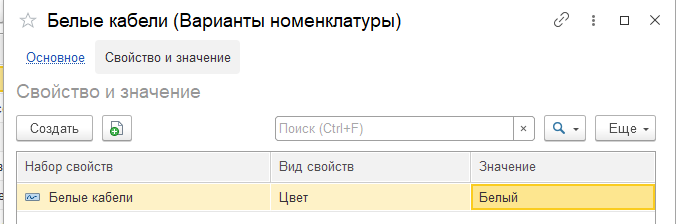 Белые кабели (Варианты номенклатуры)
Основное Свойство и значение
Свойство и значение
Создать Поиск (Ctrl+F) × Еще
Набор свойств Вид свойств Значение
Белые кабели Цвет Белый